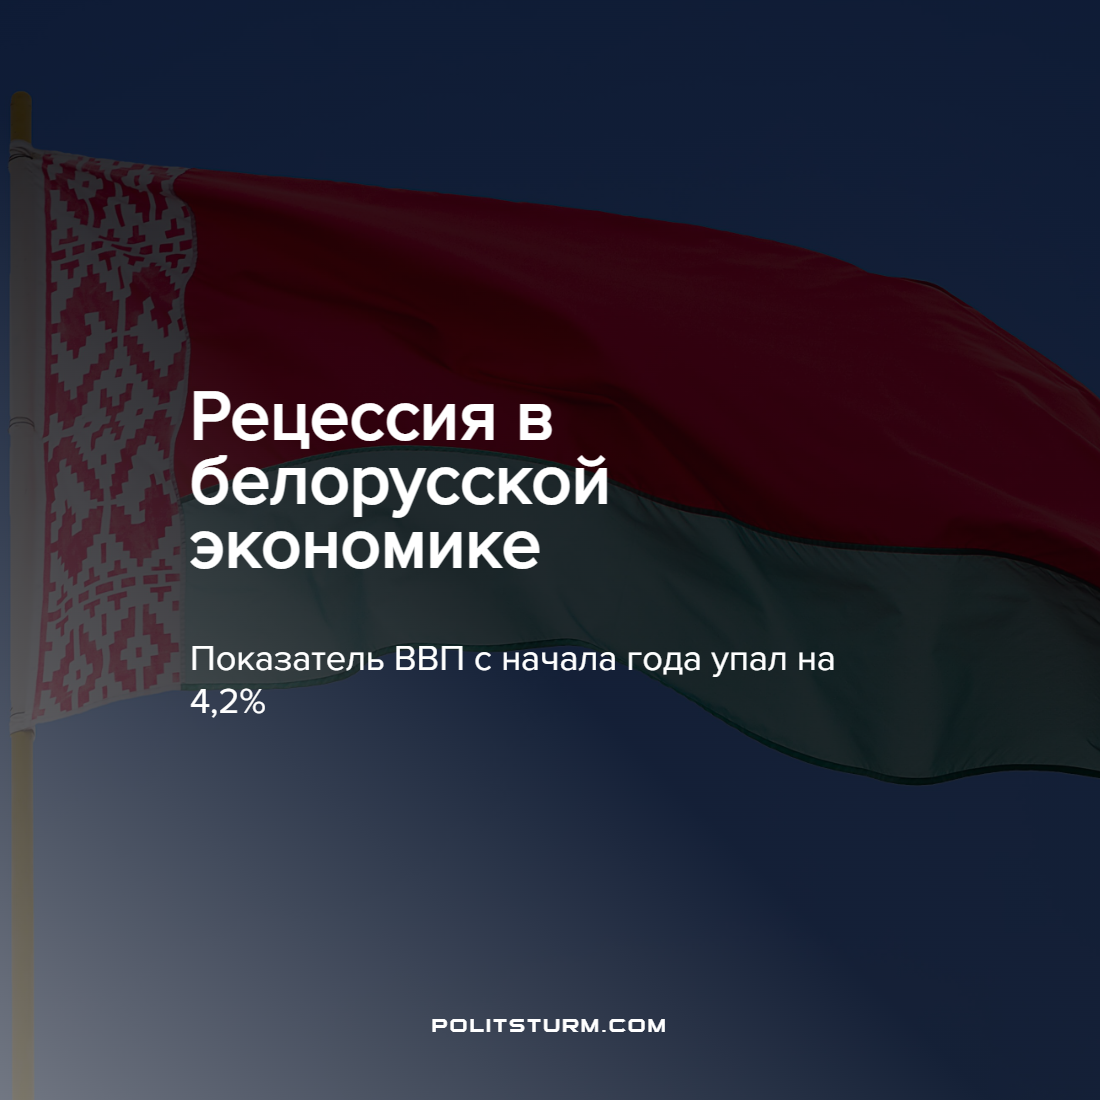 Рецессия в
белорусской
экономике
Показатель ВВП с начала года упал на
4,2%
POLITSTURM.COM